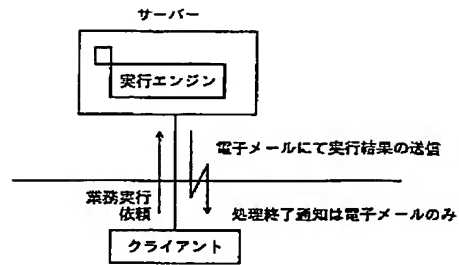 サーバー
実行エンジン
電子メールにて実行結果の送信
業務実行
依頼
処理終了通知は電子メールのみ
クライアント